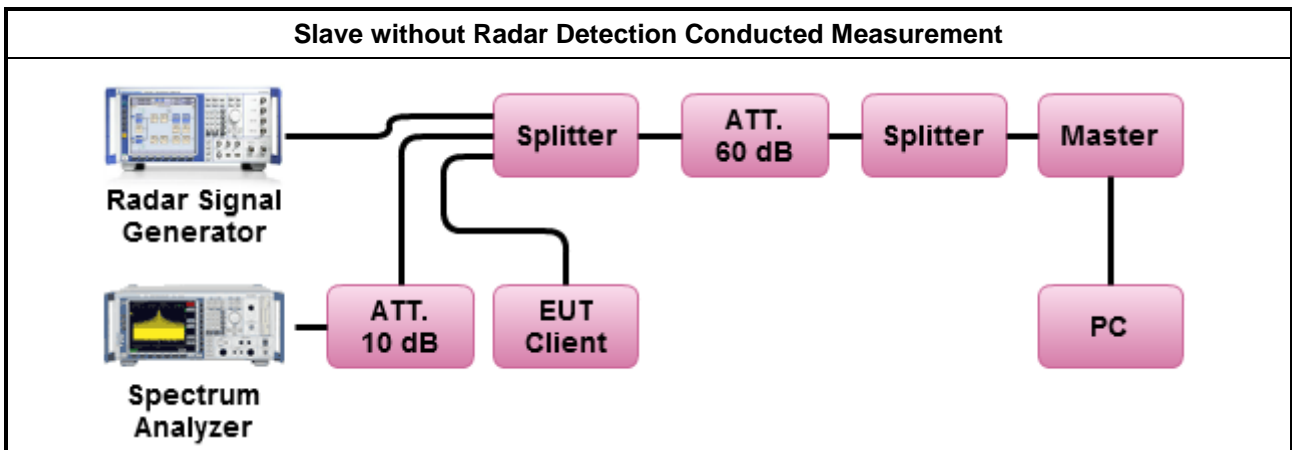 Slave without Radar Detection Conducted Measurement
Radar Signal
Generator
Splitter
ATT.
60 dB
Splitter
Master
Spectrum
Analyzer
ATT.
10 dB
EUT
Client
PC